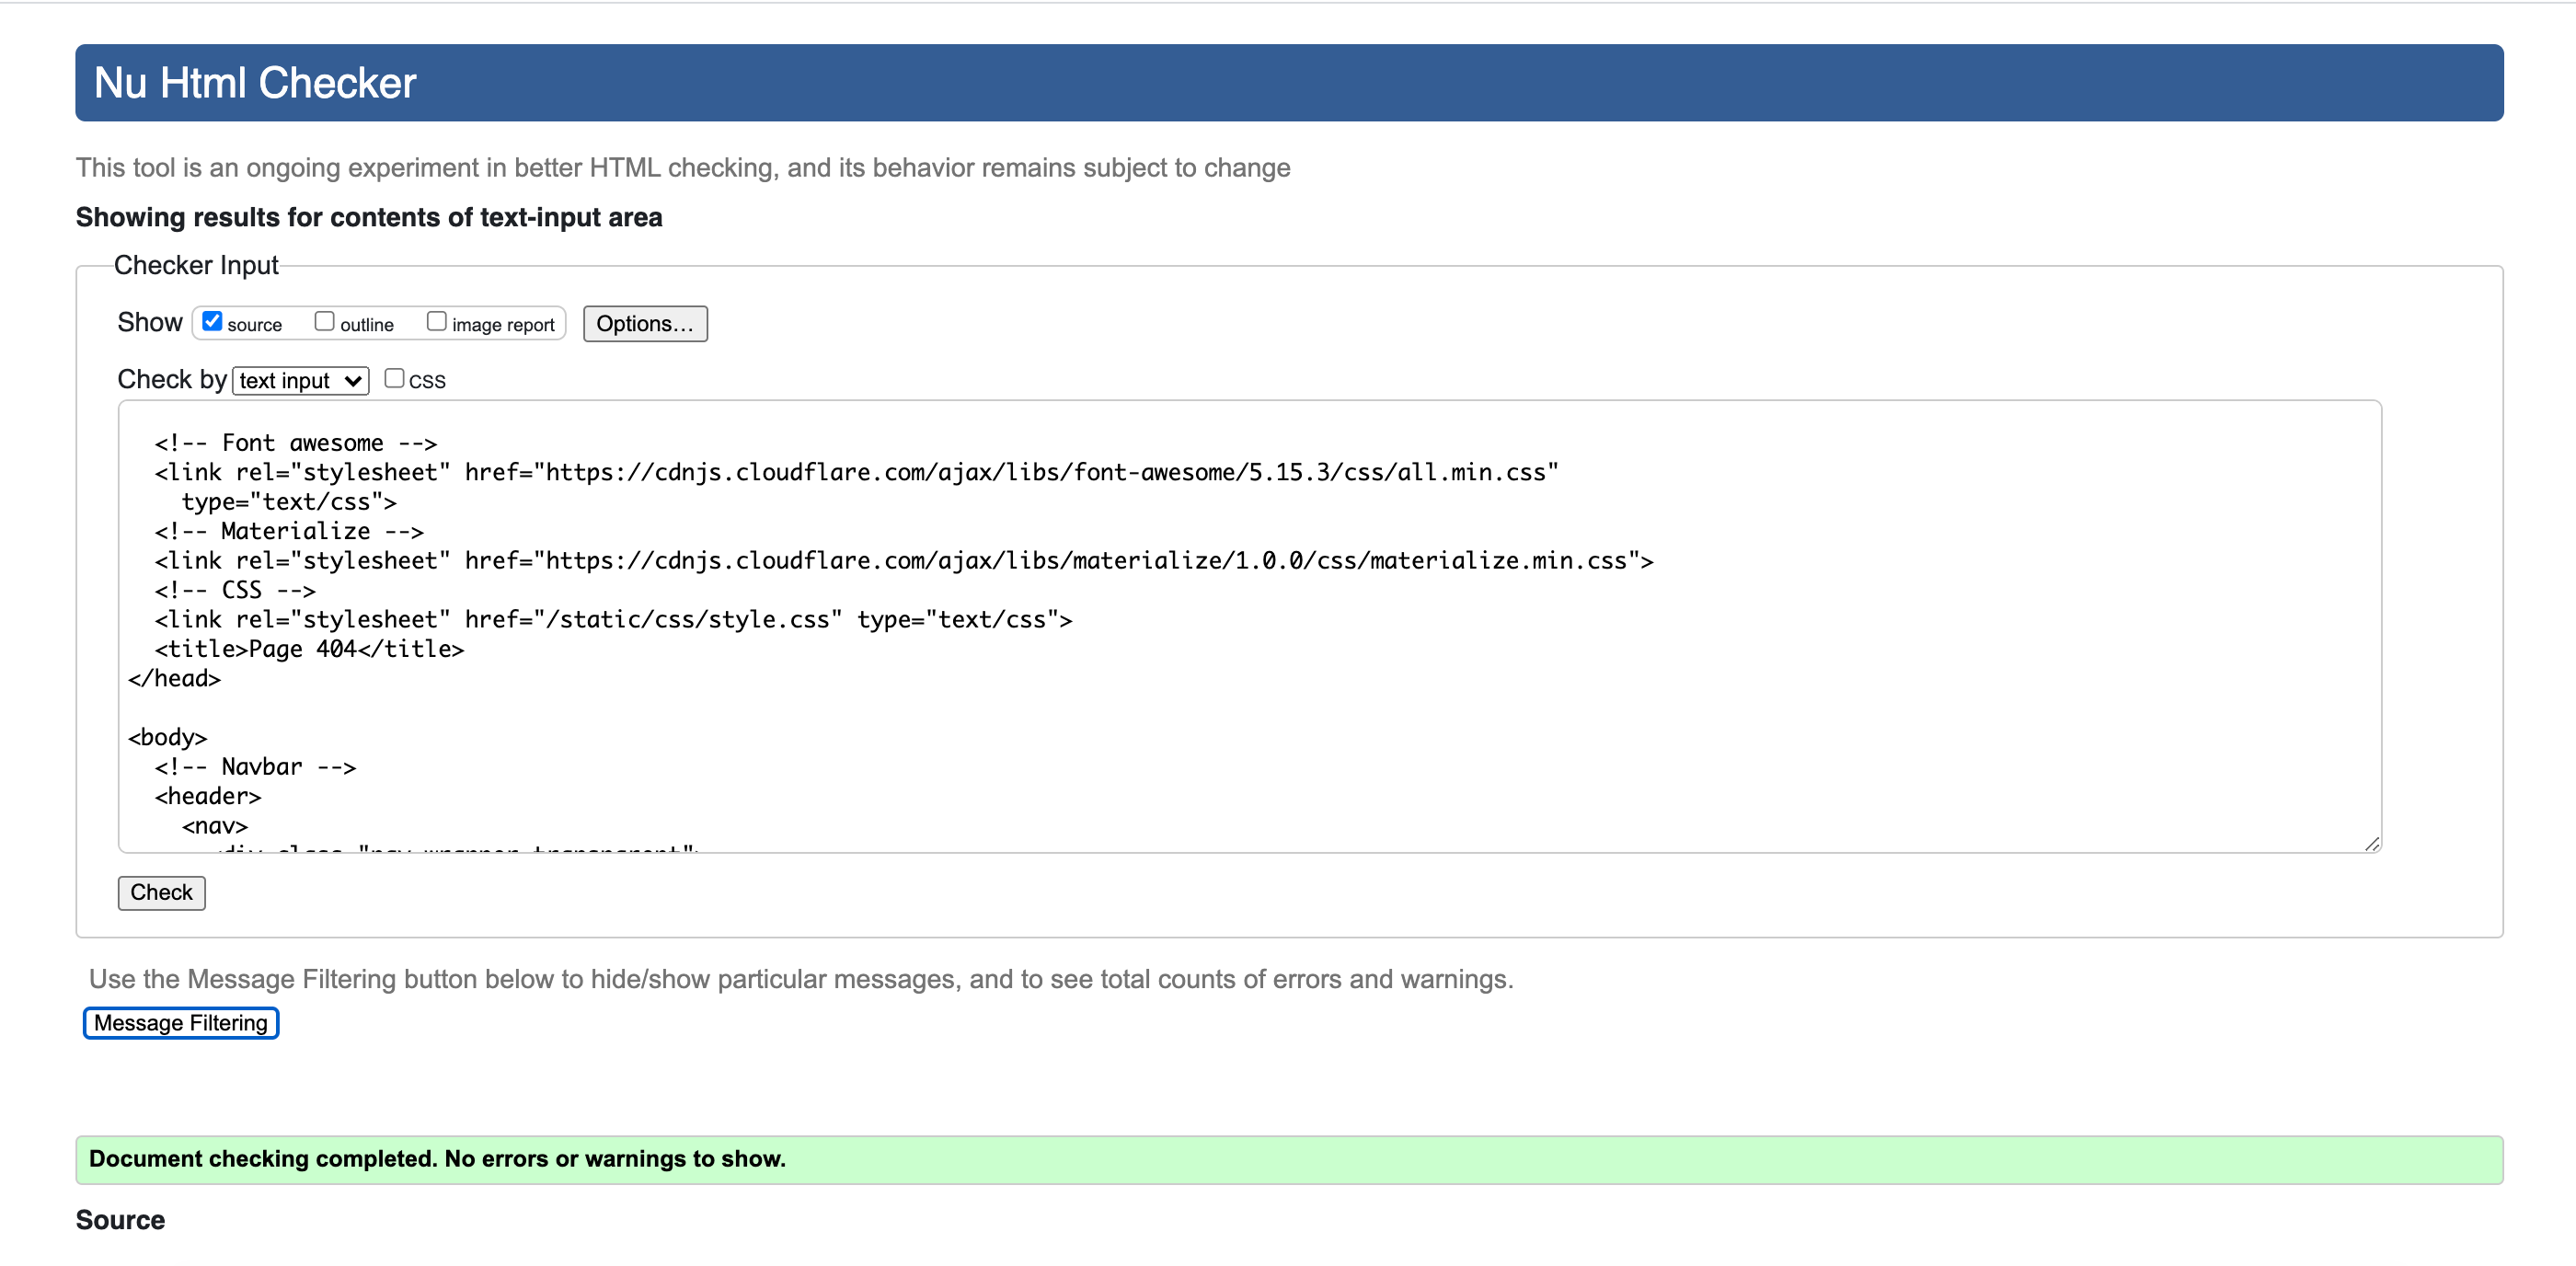 Nu Html Checker
This tool is an ongoing experiment in better HTML checking, and its behavior remains subject to change
Showing results for contents of text-input area
Checker Input
Show source outline image report Options...
Check by text input css
<!-- Font awesome -->
<link rel="stylesheet" href="https://cdnjs.cloudflare.com/ajax/libs/font-awesome/5.15.3/css/all.min.css"
type="text/css">
<!-- Materialize -->
<link rel="stylesheet" href="https://cdnjs.cloudflare.com/ajax/libs/materialize/1.0.0/css/materialize.min.css">
<!-- CSS -->
<link rel="stylesheet" href="/static/css/style.css" type="text/css">
<title>Page 404</title>
</head>
<body>
<!-- Navbar -->
<header>
<nav>
<div class="nav-wrapper transparent">
Check
Use the Message Filtering button below to hide/show particular messages, and to see total counts of errors and warnings.
Message Filtering
Document checking completed. No errors or warnings to show.
Source